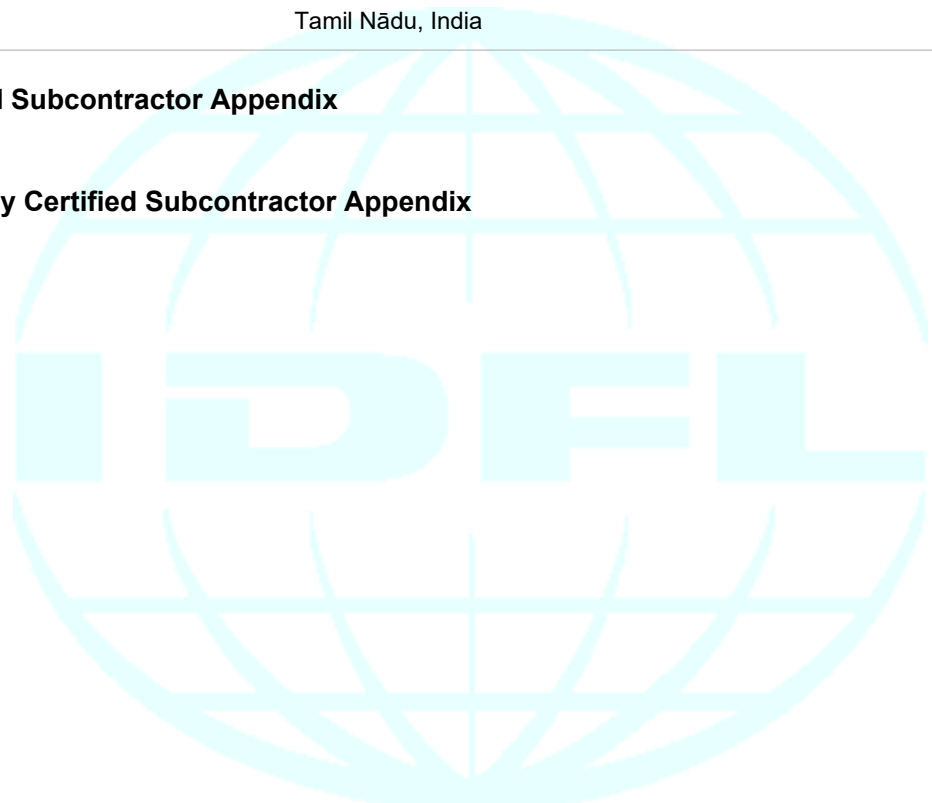 Tamil Nādu, India
Subcontractor Appendix
y Certified Subcontractor Appendix
IDFL